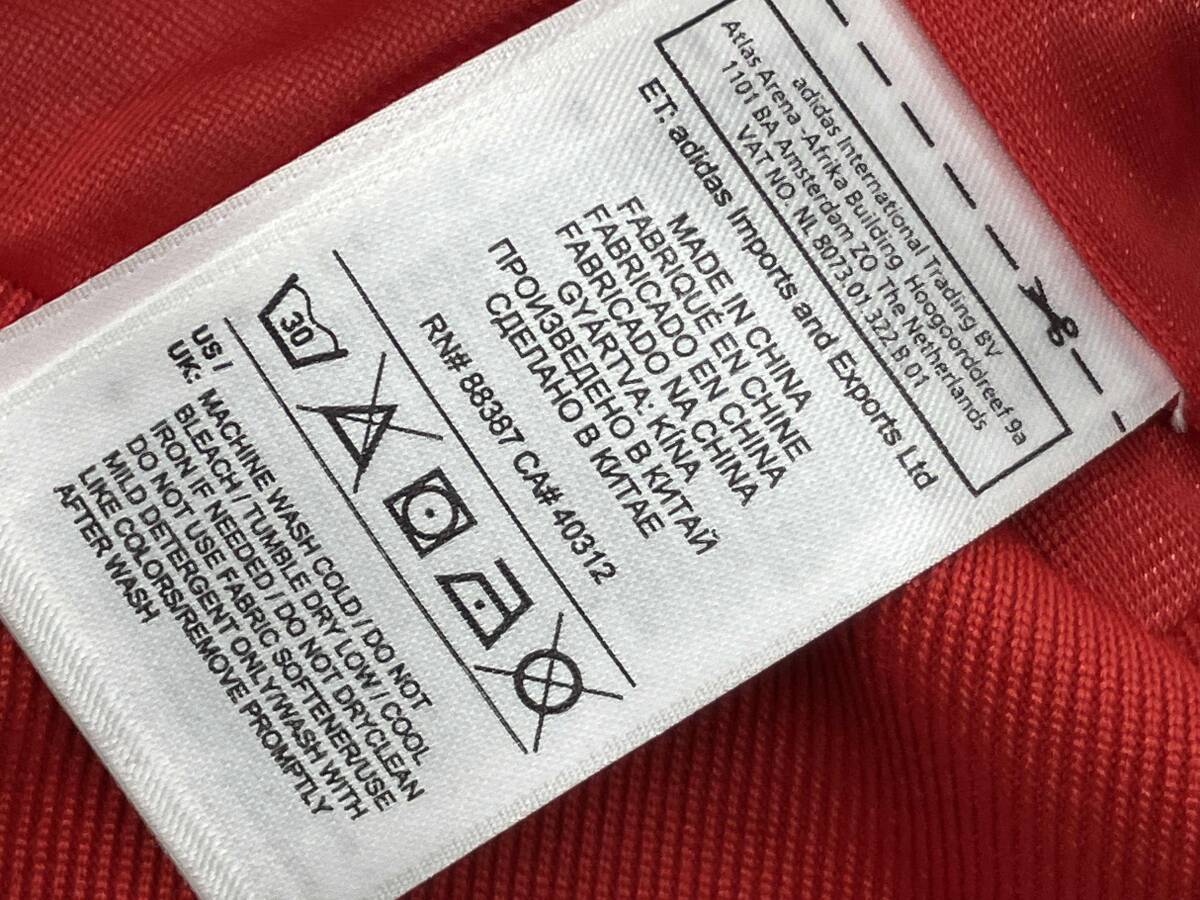 adidas International Trading BV
Atlas Arena -Afrika Building, Hoogoorddreef 9a
1101 BA Amsterdam ZO, The Netherlands
VAT NO. NL 8073.01.322.B.01
ET: adidas Imports and Exports Ltd
MADE IN CHINA
FABRIQUÉ EN CHINE
FABRICADO EN CHINA
FABRICADO NA CHINA
GYÁRTVA: KÍNA
ПРОИЗВЕДЕНО В КИТАЙ
СДЕЛАНО В КИТАЕ
RN# 88387 CA# 40312
30
US /
UK: MACHINE WASH COLD / DO NOT
BLEACH / TUMBLE DRY LOW / COOL
IRON IF NEEDED / DO NOT DRYCLEAN
DO NOT USE FABRIC SOFTENER/USE
MILD DETERGENT ONLY/WASH WITH
LIKE COLORS/REMOVE PROMPTLY
AFTER WASH